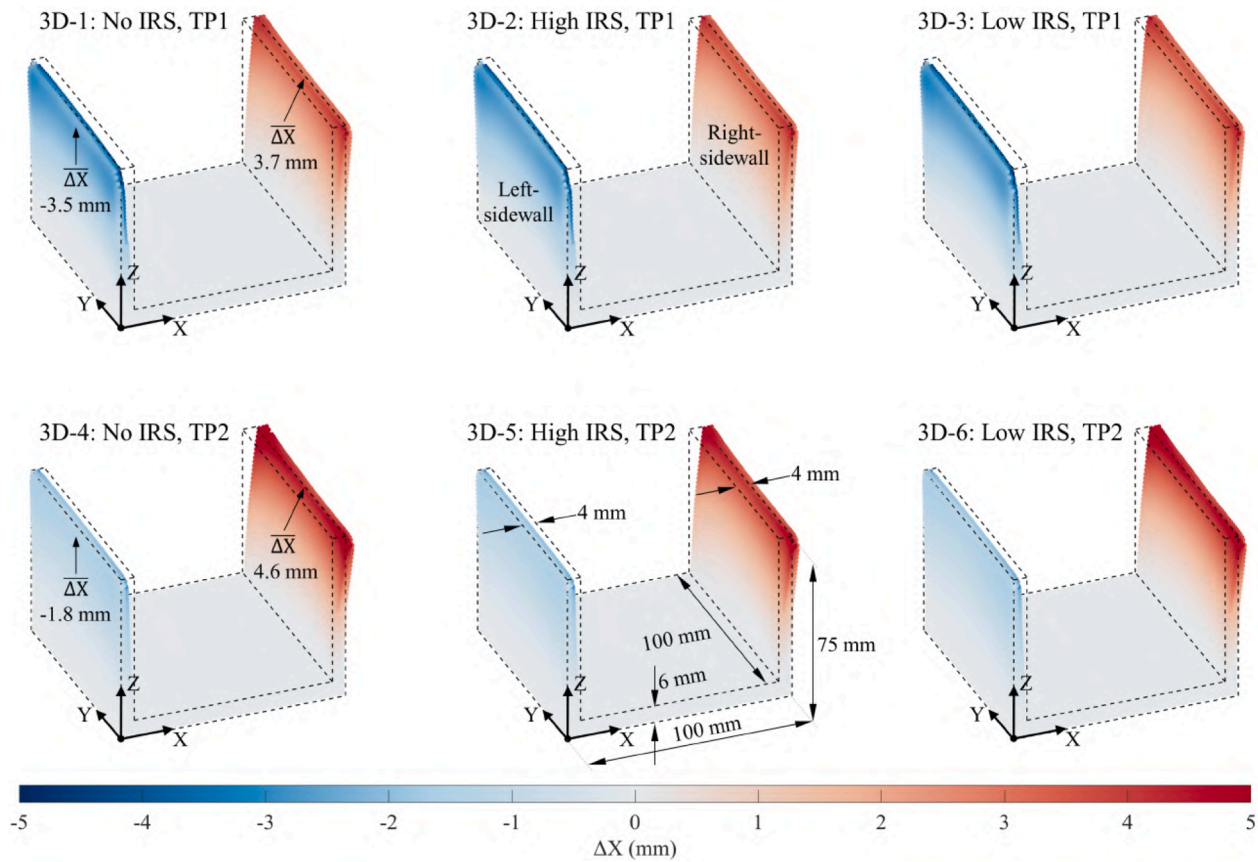 3D-1: No IRS, TP1
3D-2: High IRS, TP1
3D-3: Low IRS, TP1
ΔX
3.7 mm
ΔX
-3.5 mm
Right-
sidewall
Left-
sidewall
Z
Y
X
Z
Y
X
Z
Y
X
3D-4: No IRS, TP2
3D-5: High IRS, TP2
3D-6: Low IRS, TP2
4 mm
4 mm
ΔX
4.6 mm
ΔX
-1.8 mm
100 mm
75 mm
6 mm
100 mm
Z
Y
X
Z
Y
X
Z
Y
X
-5 -4 -3 -2 -1 0 1 2 3 4 5
ΔX (mm)